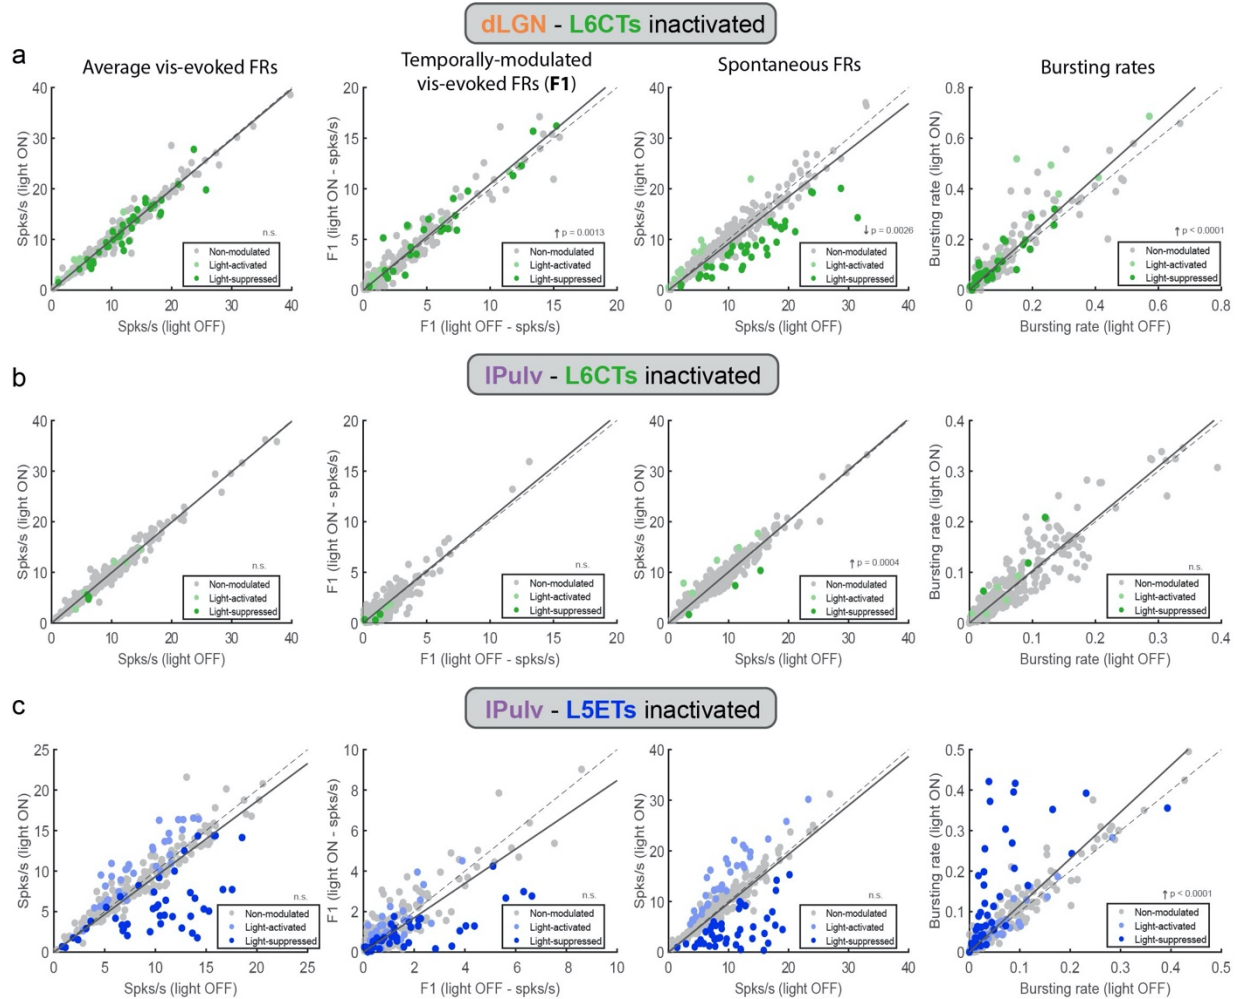 dLGN - L6CTs inactivated
a
Average vis-evoked FRs
Temporally-modulated
vis-evoked FRs (F1)
Spontaneous FRs
Bursting rates
Spks/s (light ON)
40
30
20
10
0
0 10 20 30 40
Spks/s (light OFF)
n.s.
Non-modulated
Light-activated
Light-suppressed
F1 (light ON - spks/s)
20
15
10
5
0
0 5 10 15 20
F1 (light OFF - spks/s)
↑ p = 0.0013
Non-modulated
Light-activated
Light-suppressed
Spks/s (light ON)
40
30
20
10
0
0 10 20 30 40
Spks/s (light OFF)
↓ p = 0.0026
Non-modulated
Light-activated
Light-suppressed
Bursting rate (light ON)
0.8
0.6
0.4
0.2
0
0 0.2 0.4 0.6 0.8
Bursting rate (light OFF)
↑ p < 0.0001
Non-modulated
Light-activated
Light-suppressed
lPulv - L6CTs inactivated
b
Spks/s (light ON)
40
30
20
10
0
0 10 20 30 40
Spks/s (light OFF)
n.s.
Non-modulated
Light-activated
Light-suppressed
F1 (light ON - spks/s)
20
15
10
5
0
0 5 10 15 20
F1 (light OFF - spks/s)
n.s.
Non-modulated
Light-activated
Light-suppressed
Spks/s (light ON)
40
30
20
10
0
0 10 20 30 40
Spks/s (light OFF)
↑ p = 0.0004
Non-modulated
Light-activated
Light-suppressed
Bursting rate (light ON)
0.4
0.3
0.2
0.1
0
0 0.1 0.2 0.3 0.4
Bursting rate (light OFF)
n.s.
Non-modulated
Light-activated
Light-suppressed
lPulv - L5ETs inactivated
c
Spks/s (light ON)
25
20
15
10
5
0
0 5 10 15 20 25
Spks/s (light OFF)
n.s.
Non-modulated
Light-activated
Light-suppressed
F1 (light ON - spks/s)
10
8
6
4
2
0
0 2 4 6 8 10
F1 (light OFF - spks/s)
n.s.
Non-modulated
Light-activated
Light-suppressed
Spks/s (light ON)
40
30
20
10
0
0 10 20 30 40
Spks/s (light OFF)
n.s.
Non-modulated
Light-activated
Light-suppressed
Bursting rate (light ON)
0.5
0.4
0.3
0.2
0.1
0
0 0.1 0.2 0.3 0.4 0.5
Bursting rate (light OFF)
↑ p < 0.0001
Non-modulated
Light-activated
Light-suppressed